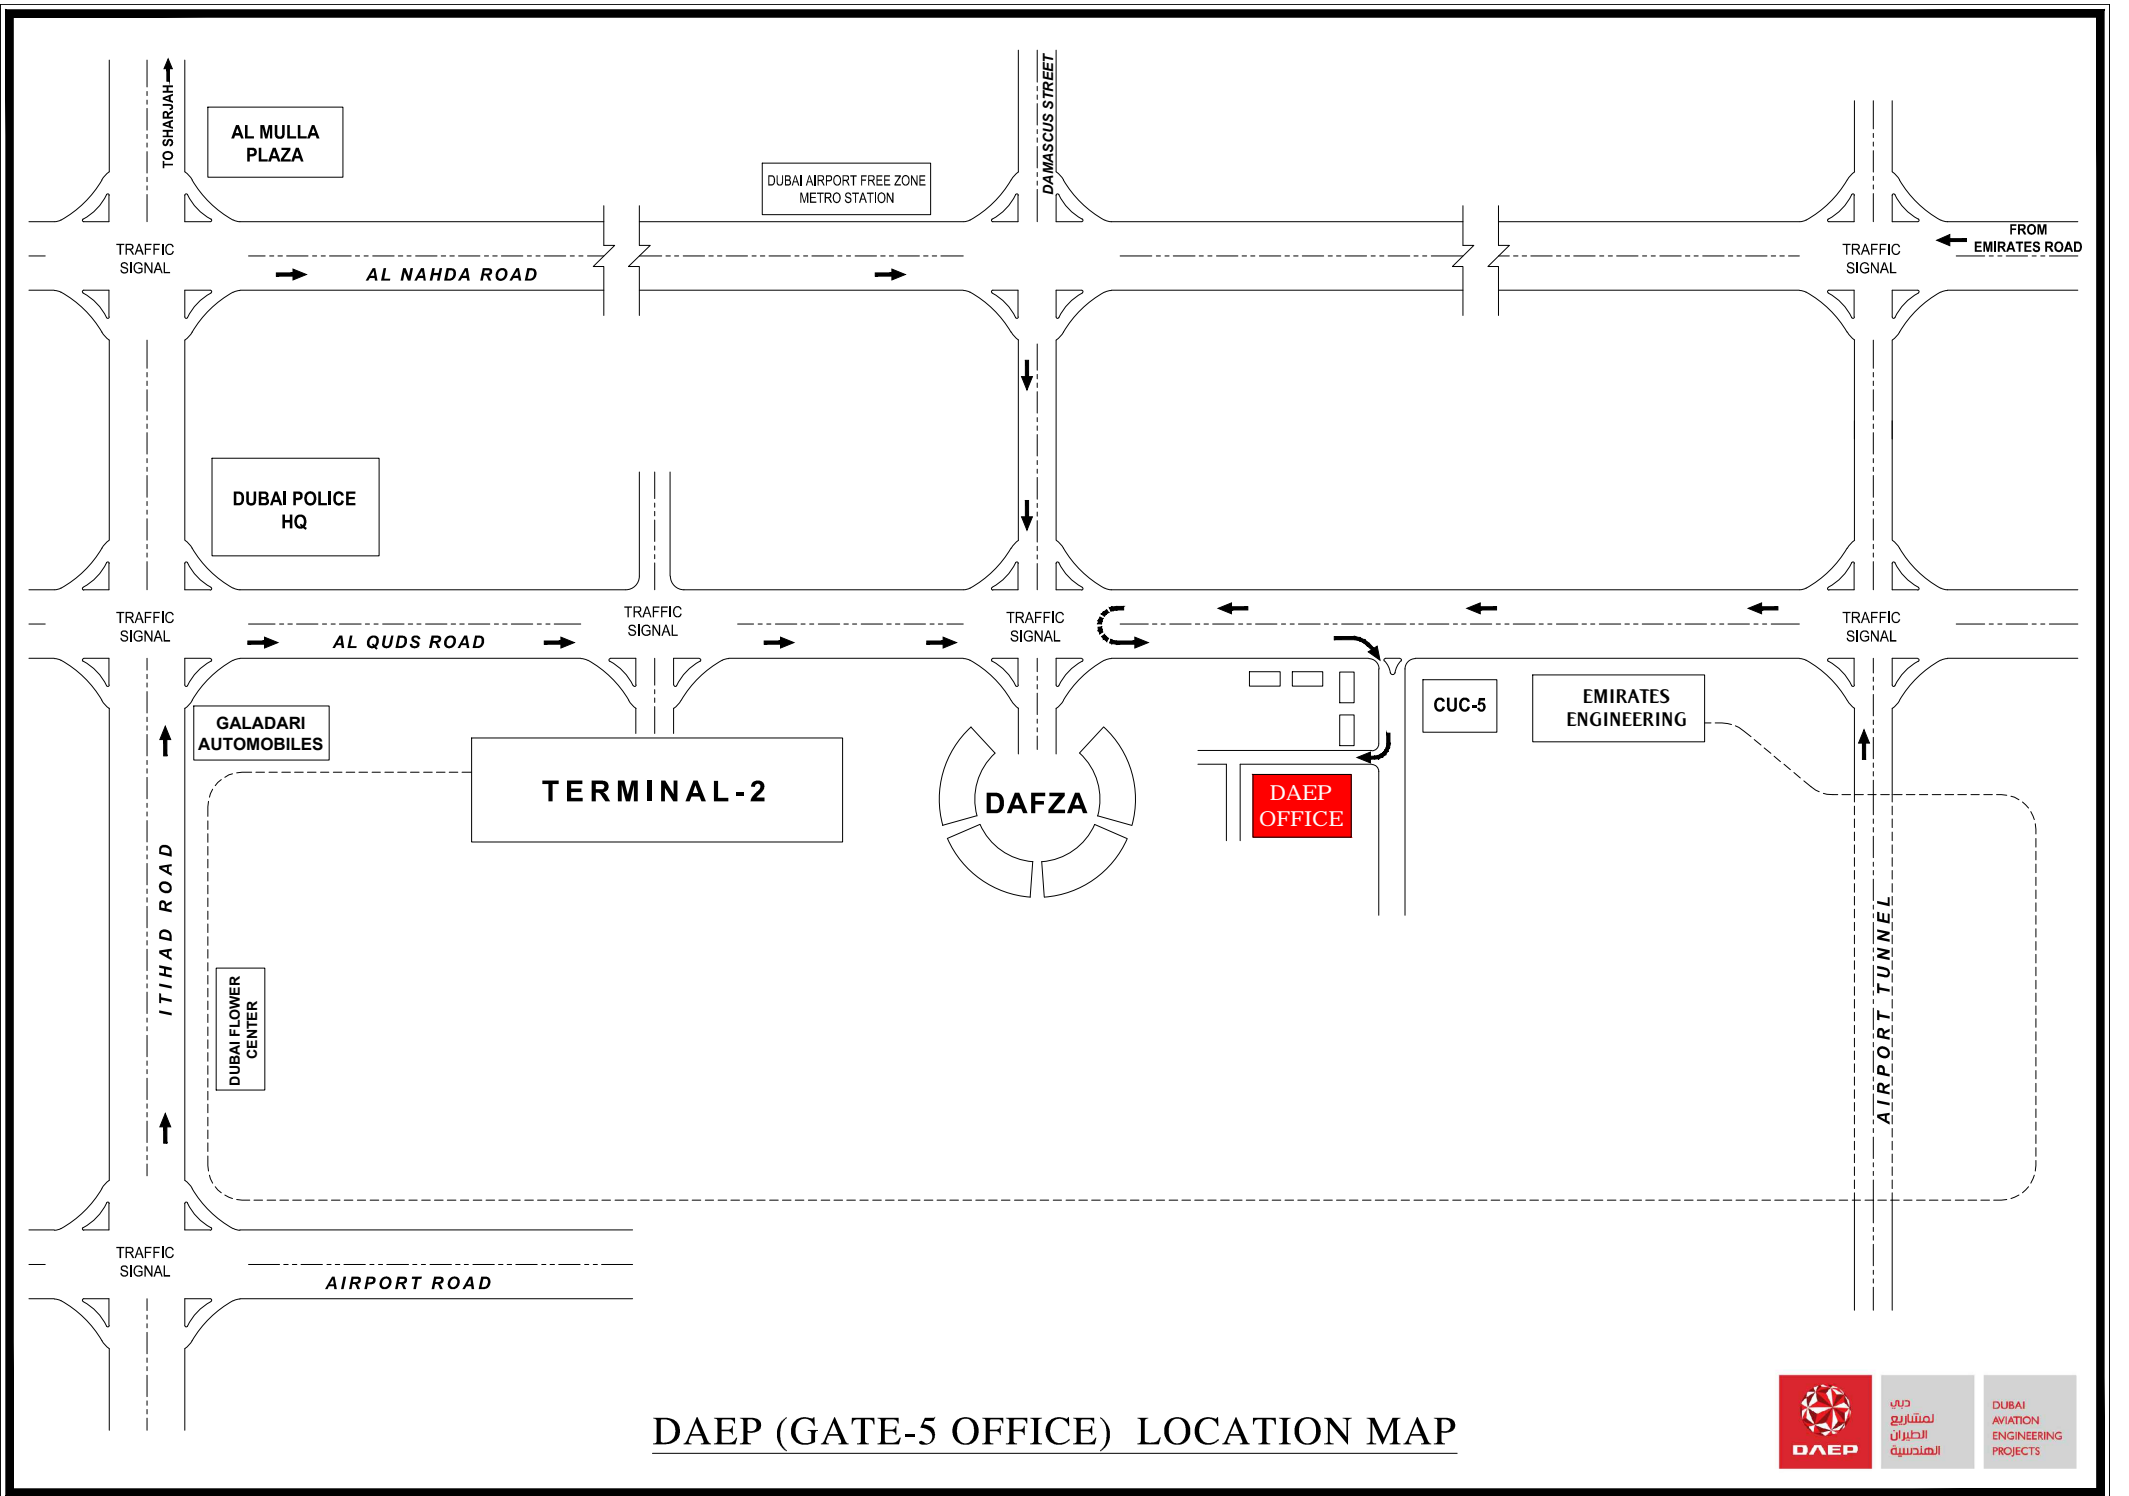 TO SHARJAH
AL MULLA
PLAZA
DAMASCUS STREET
DUBAI AIRPORT FREE ZONE
METRO STATION
TRAFFIC
SIGNAL
AL NAHDA ROAD
TRAFFIC
SIGNAL
FROM
EMIRATES ROAD
DUBAI POLICE
HQ
TRAFFIC
SIGNAL
AL QUDS ROAD
TRAFFIC
SIGNAL
TRAFFIC
SIGNAL
TRAFFIC
SIGNAL
GALADARI
AUTOMOBILES
TERMINAL-2
DAFZA
DAEP
OFFICE
CUC-5
EMIRATES
ENGINEERING
ITIHAD ROAD
DUBAI FLOWER
CENTER
AIRPORT TUNNEL
TRAFFIC
SIGNAL
AIRPORT ROAD
DAEP (GATE-5 OFFICE) LOCATION MAP
DAEP
دبي
لمشاريع
الطيران
الهندسية
DUBAI
AVIATION
ENGINEERING
PROJECTS